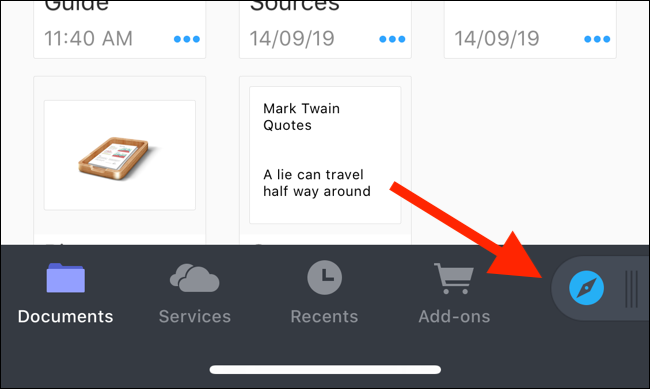 Guide
Sources
11:40 AM
14/09/19
14/09/19
Mark Twain
Quotes
A lie can travel
half way around
Documents
Services
Recents
Add-ons